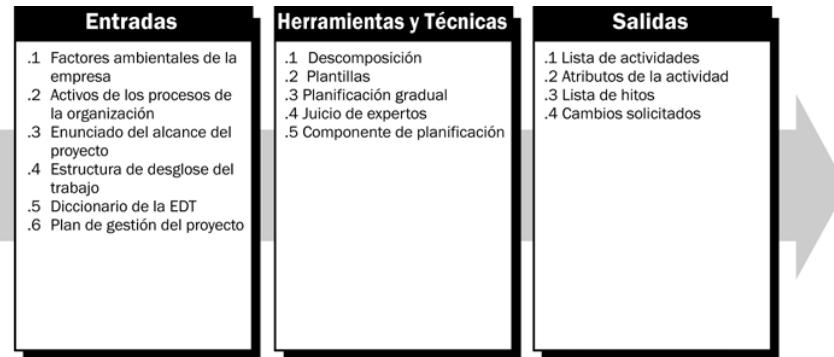 Entradas
.1 Factores ambientales de la
empresa
.2 Activos de los procesos de
la organización
.3 Enunciado del alcance del
proyecto
.4 Estructura de desglose del
trabajo
.5 Diccionario de la EDT
.6 Plan de gestión del proyecto
Herramientas y Técnicas
.1 Descomposición
.2 Plantillas
.3 Planificación gradual
.4 Juicio de expertos
.5 Componente de planificación
Salidas
.1 Lista de actividades
.2 Atributos de la actividad
.3 Lista de hitos
.4 Cambios solicitados